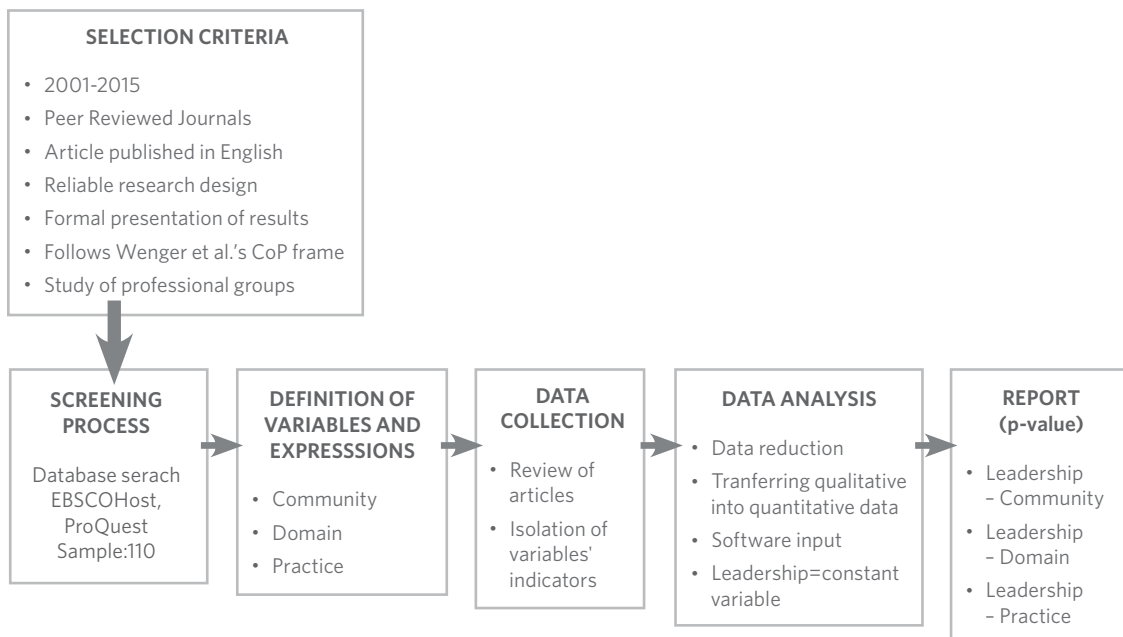 SELECTION CRITERIA
• 2001-2015
• Peer Reviewed Journals
• Article published in English
• Reliable research design
• Formal presentation of results
• Follows Wenger et al.'s CoP frame
• Study of professional groups
SCREENING
PROCESS
Database serach
EBSCOHost,
ProQuest
Sample:110
DEFINITION OF
VARIABLES AND
EXPRESSSIONS
• Community
• Domain
• Practice
DATA
COLLECTION
• Review of
articles
• Isolation of
variables'
indicators
DATA ANALYSIS
• Data reduction
• Tranferring qualitative
into quantitative data
• Software input
• Leadership=constant
variable
REPORT
(p-value)
• Leadership
– Community
• Leadership
– Domain
• Leadership
– Practice